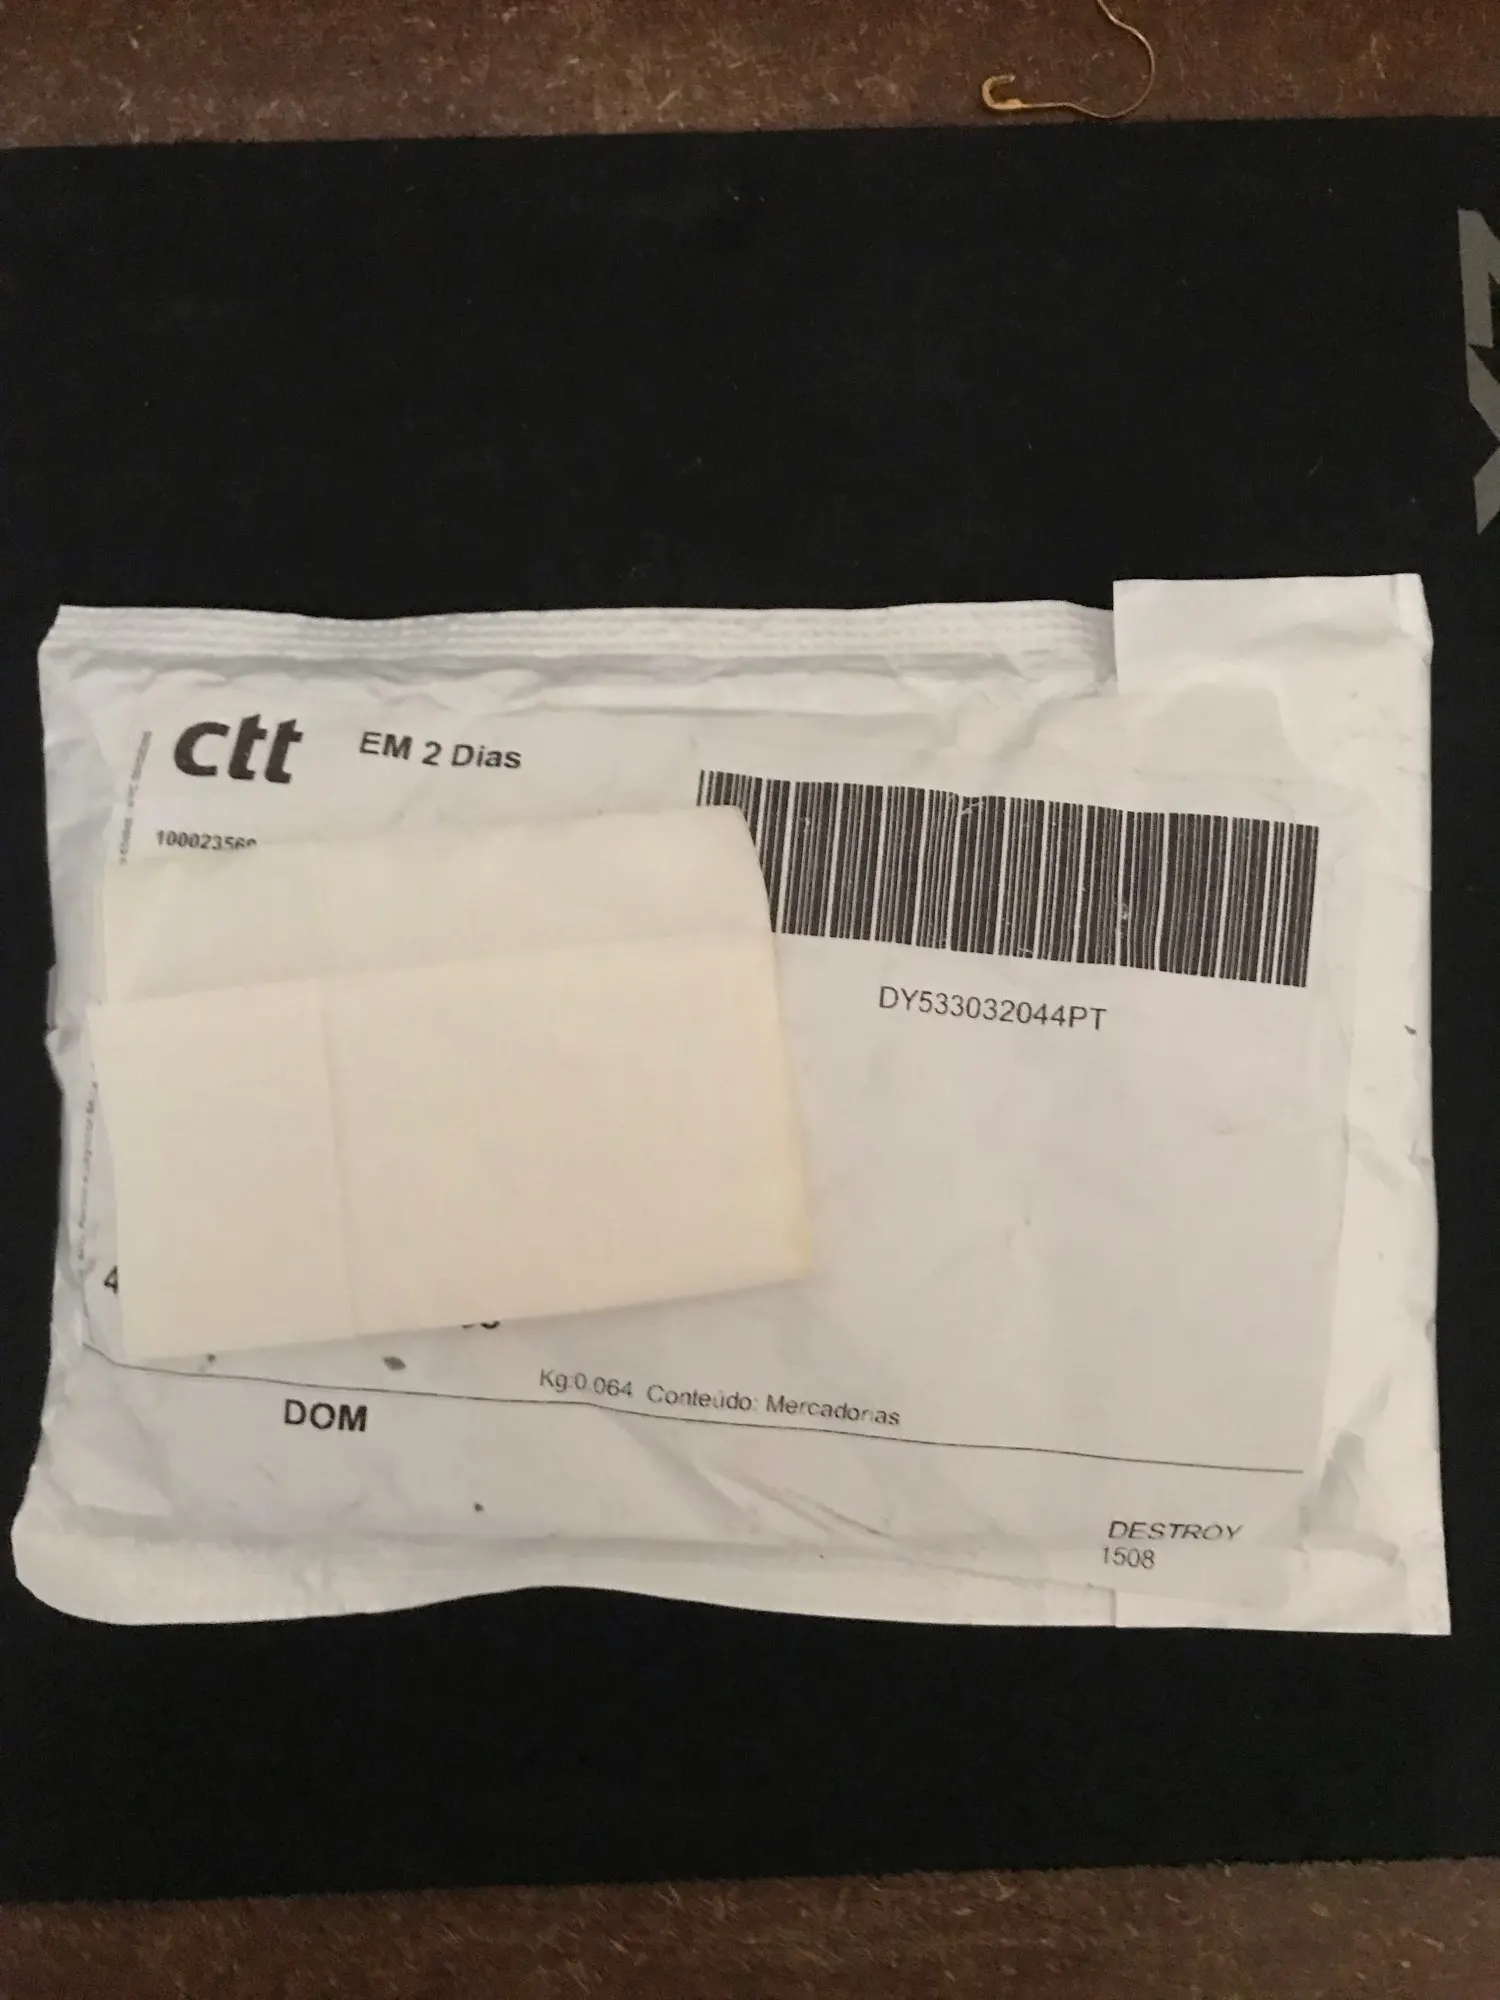 ctt
EM 2 Dias
DY533032044PT
Kg:0.064 Conteúdo: Mercadorias
DOM
DESTROY
1508